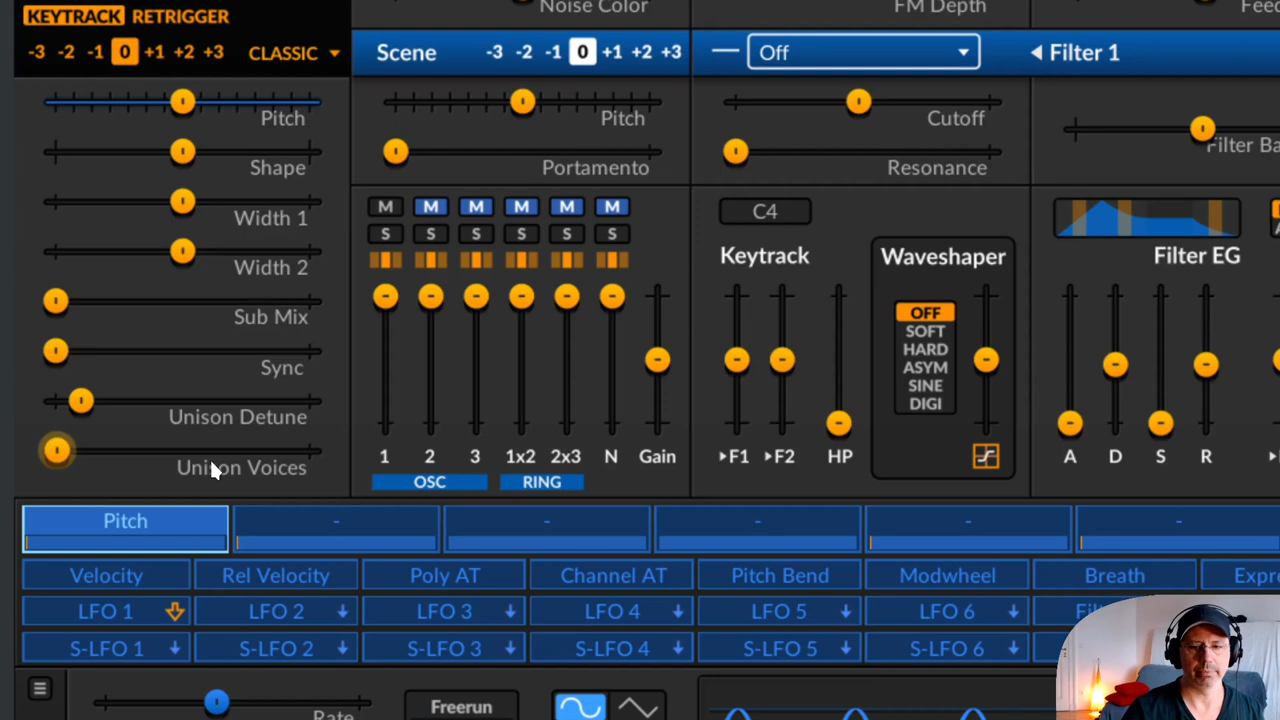 KEYTRACK RETRIGGER
-3 -2 -1 0 +1 +2 +3 CLASSIC
Pitch
Shape
Width 1
Width 2
Sub Mix
Sync
Unison Detune
Unison Voices
Noise Color
Scene -3 -2 -1 0 +1 +2 +3
Pitch
Portamento
M M M M M M
S S S S S S
1 2 3 1x2 2x3 N Gain
OSC RING
FM Depth
Off
Cutoff
Resonance
C4
Keytrack
F1 F2 HP
Waveshaper
OFF
SOFT
HARD
ASYM
SINE
DIGI
Filter 1
Filter EG
A D S R
Pitch - - - - -
Velocity Rel Velocity Poly AT Channel AT Pitch Bend Modwheel Breath
LFO 1 LFO 2 LFO 3 LFO 4 LFO 5 LFO 6
S-LFO 1 S-LFO 2 S-LFO 3 S-LFO 4 S-LFO 5 S-LFO 6
Rate
Freerun